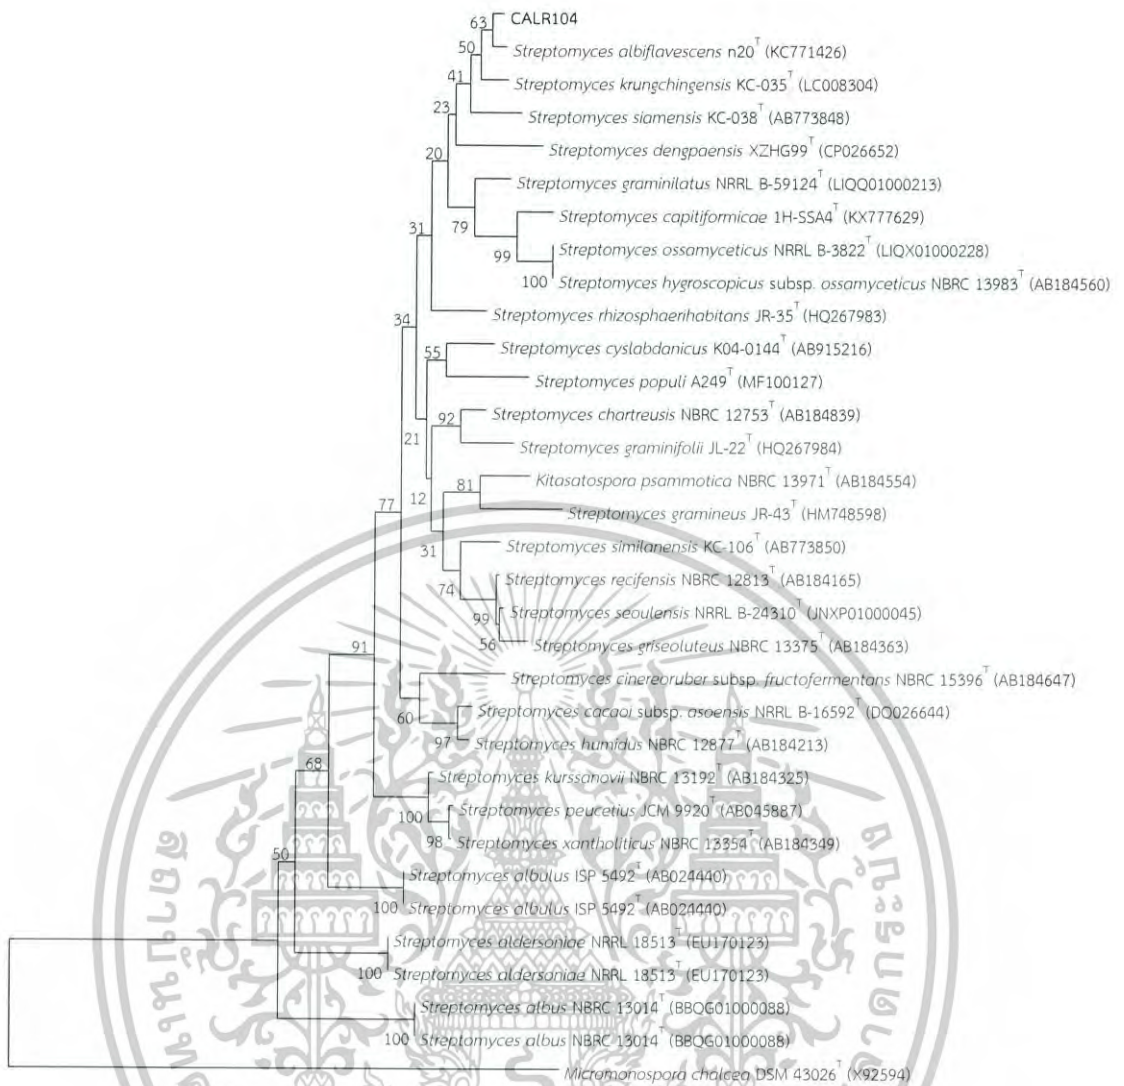 CALR104
63
Streptomyces albiflavescens n20T (KC771426)
50
Streptomyces krungchingensis KC-035T (LC008304)
41
Streptomyces siamensis KC-038T (AB773848)
23
Streptomyces dengpaensis XZHG99T (CP026652)
20
Streptomyces graminilatus NRRL B-59124T (LIQQ01000213)
Streptomyces capitiformicae 1H-SSA4T (KX777629)
79
Streptomyces ossamyceticus NRRL B-3822T (LIQX01000228)
99
100 Streptomyces hygroscopicus subsp. ossamyceticus NBRC 13983T (AB184560)
31
Streptomyces rhizosphaerihabitans JR-35T (HQ267983)
34
Streptomyces cyslabdanicus K04-0144T (AB915216)
55
Streptomyces populi A249T (MF100127)
Streptomyces chartreusis NBRC 12753T (AB184839)
92
21
Streptomyces graminifolii JL-22T (HQ267984)
Kitasatospora psammotica NBRC 13971T (AB184554)
81
12
77
Streptomyces gramineus JR-43T (HM748598)
31
Streptomyces similanensis KC-106T (AB773850)
Streptomyces recifensis NBRC 12813T (AB184165)
74
Streptomyces seoulensis NRRL B-24310T (JNXP01000045)
99
56 Streptomyces griseoluteus NBRC 13375T (AB184363)
91
Streptomyces cinereoruber subsp. fructofermentans NBRC 15396T (AB184647)
Streptomyces cacaoi subsp. asoensis NRRL B-16592T (DQ026644)
60
97 Streptomyces humidus NBRC 12877T (AB184213)
68
Streptomyces kurssanovii NBRC 13192T (AB184325)
Streptomyces peucetius JCM 9920T (AB045887)
100
98 Streptomyces xantholiticus NBRC 13354T (AB184349)
50
Streptomyces albulus ISP 5492T (AB024440)
100 Streptomyces albulus ISP 5492T (AB024440)
Streptomyces aldersoniae NRRL 18513T (EU170123)
100 Streptomyces aldersoniae NRRL 18513T (EU170123)
Streptomyces albus NBRC 13014T (BBQG01000088)
100 Streptomyces albus NBRC 13014T (BBQG01000088)
Micromonospora chalcea DSM 43026T (X92594)